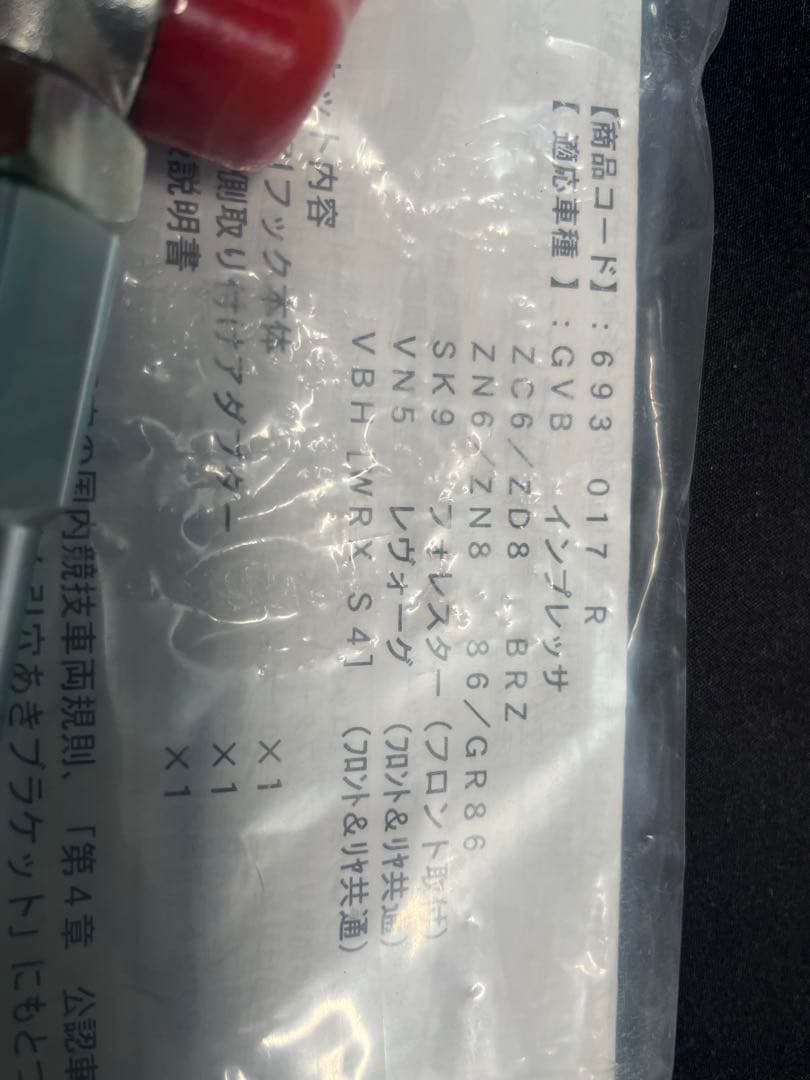 【商品コード】:693 017 R
【適応車種 】:GVB インプレッサ
ZC6/ZD8 BRZ
ZN6/ZN8 86/GR86
SK9 フォレスター(フロント取付)
VN5 レヴォーグ (フロント&リヤ共通)
VBH [WRX S4] (フロント&リヤ共通)
ット内容
フック本体 ×1
側取り付けアダプター ×1
説明書 ×1
の国内競技車両規則、「第4章 公認車
引穴あきブラケット」にもとづ